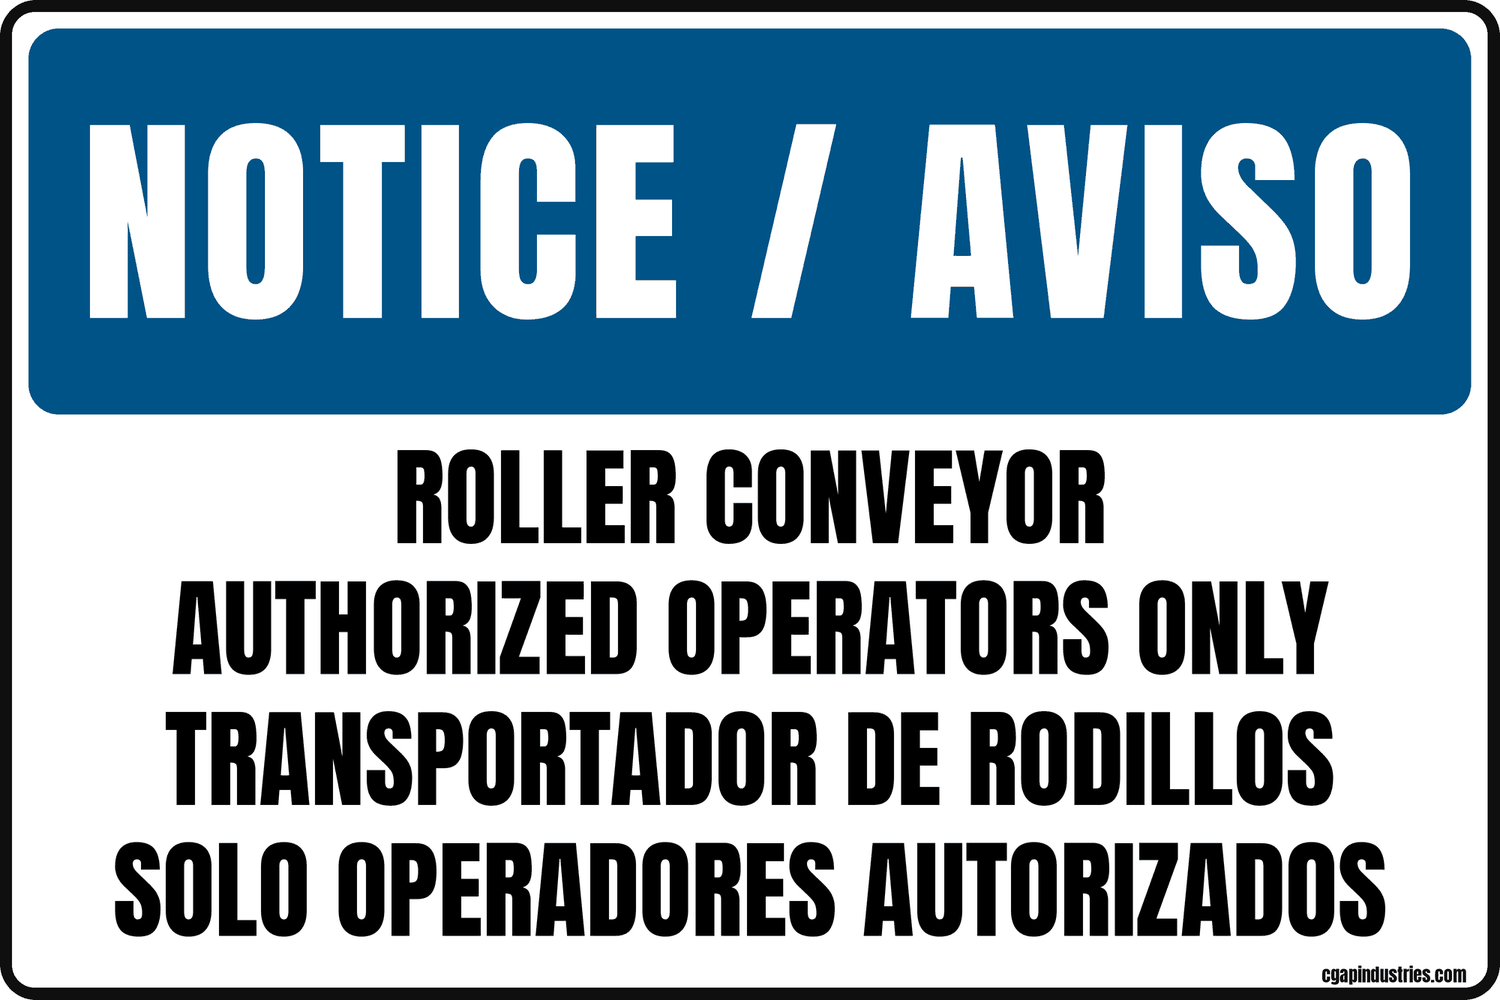 NOTICE / AVISO
ROLLER CONVEYOR
AUTHORIZED OPERATORS ONLY
TRANSPORTADOR DE RODILLOS
SOLO OPERADORES AUTORIZADOS
cgapindustries.com